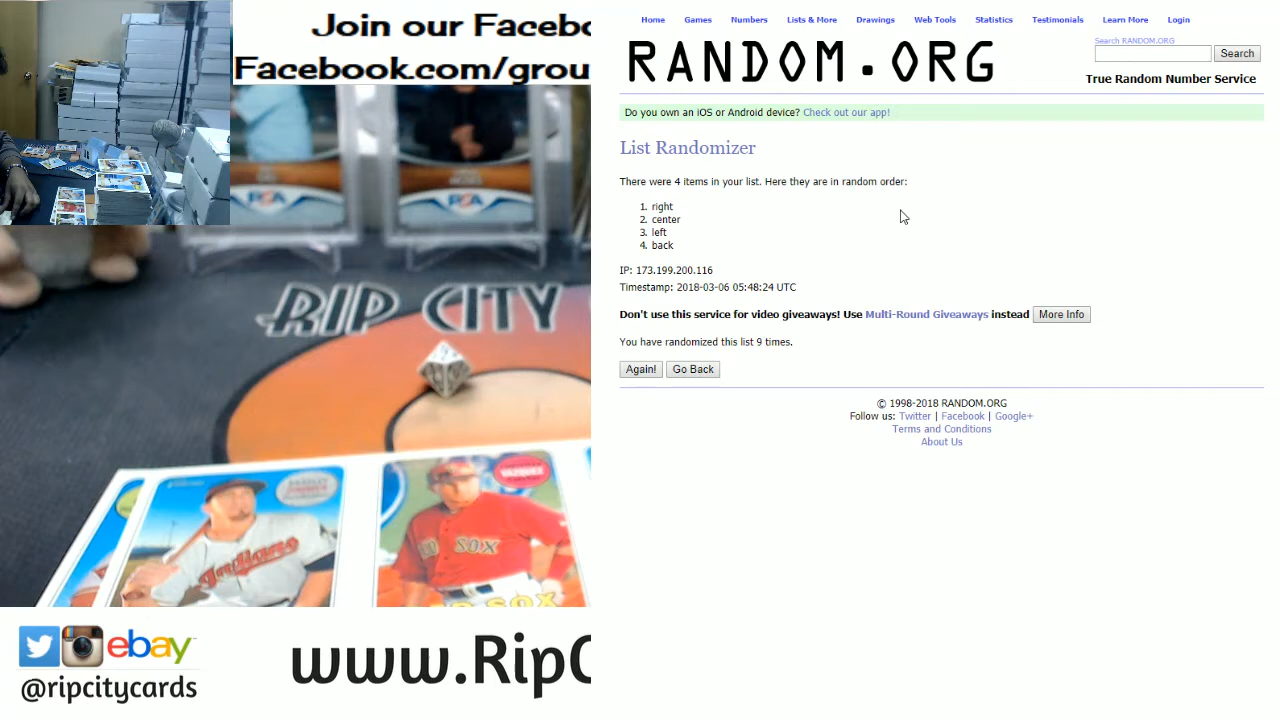 Join our Facebo
Facebook.com/grou
PSA
PSA
RIP CITY
Indians
RED SOX
VAZQUEZ
ebay
@ripcitycards
www.RipC
Home Games Numbers Lists & More Drawings Web Tools Statistics Testimonials Learn More Login
RANDOM.ORG
Search RANDOM.ORG
Search
True Random Number Service
Do you own an iOS or Android device? Check out our app!
List Randomizer
There were 4 items in your list. Here they are in random order:
1. right
2. center
3. left
4. back
IP: 173.199.200.116
Timestamp: 2018-03-06 05:48:24 UTC
Don't use this service for video giveaways! Use Multi-Round Giveaways instead More Info
You have randomized this list 9 times.
Again! Go Back
© 1998-2018 RANDOM.ORG
Follow us: Twitter | Facebook | Google+
Terms and Conditions
About Us